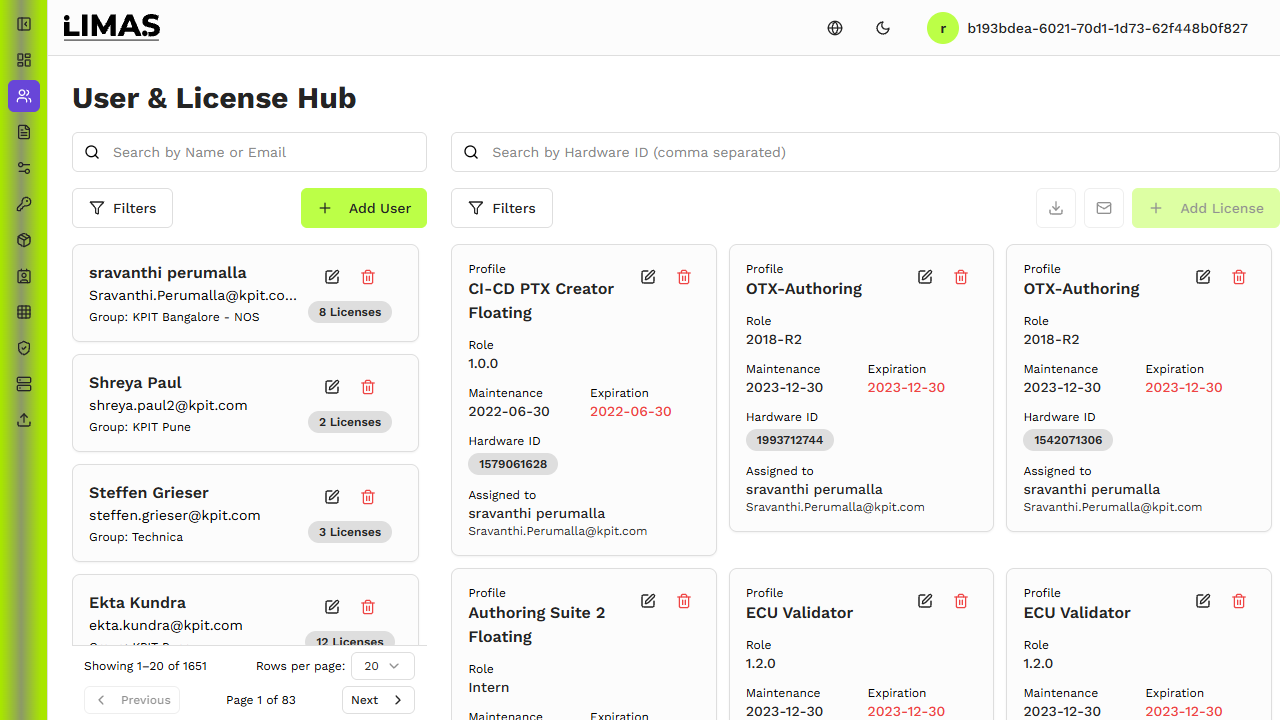 LIMAS
r
b193bdea-6021-70d1-1d73-62f448b0f827
User & License Hub
Search by Name or Email
Filters
Add User
sravanthi perumalla
Sravanthi.Perumalla@kpit.co...
Group: KPIT Bangalore - NOS
8 Licenses
Shreya Paul
shreya.paul2@kpit.com
Group: KPIT Pune
2 Licenses
Steffen Grieser
steffen.grieser@kpit.com
Group: Technica
3 Licenses
Ekta Kundra
ekta.kundra@kpit.com
12 Licenses
Showing 1–20 of 1651
Rows per page:
20
Previous
Page 1 of 83
Next
Search by Hardware ID (comma separated)
Filters
Add License
Profile
CI-CD PTX Creator
Floating
Role
1.0.0
Maintenance
2022-06-30
Expiration
2022-06-30
Hardware ID
1579061628
Assigned to
sravanthi perumalla
Sravanthi.Perumalla@kpit.com
Profile
OTX-Authoring
Role
2018-R2
Maintenance
2023-12-30
Expiration
2023-12-30
Hardware ID
1993712744
Assigned to
sravanthi perumalla
Sravanthi.Perumalla@kpit.com
Profile
OTX-Authoring
Role
2018-R2
Maintenance
2023-12-30
Expiration
2023-12-30
Hardware ID
1542071306
Assigned to
sravanthi perumalla
Sravanthi.Perumalla@kpit.com
Profile
Authoring Suite 2
Floating
Role
Intern
Maintenance
Expiration
Profile
ECU Validator
Role
1.2.0
Maintenance
2023-12-30
Expiration
2023-12-30
Profile
ECU Validator
Role
1.2.0
Maintenance
2023-12-30
Expiration
2023-12-30